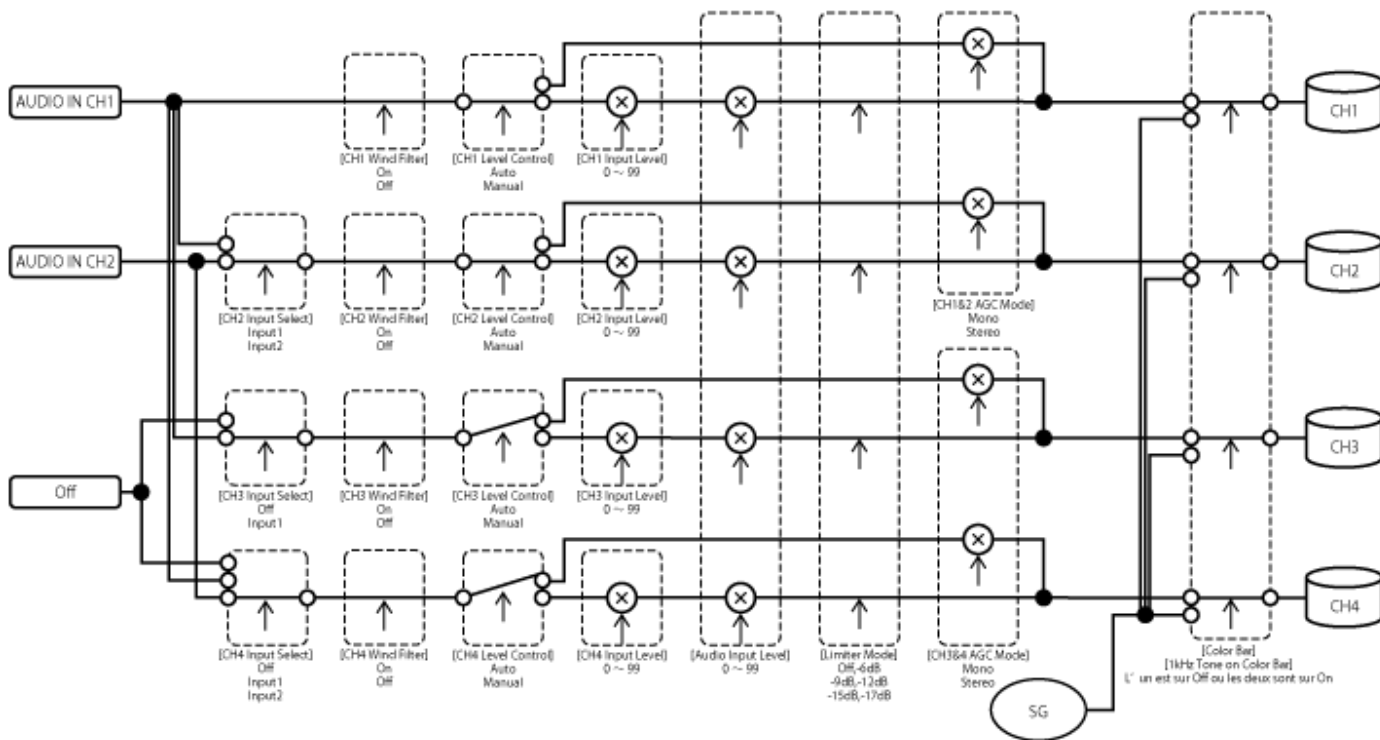 AUDIO IN CH1
[CH1 Wind Filter]
On
Off
[CH1 Level Control]
Auto
Manual
[CH1 Input Level]
0 ～ 99
CH1
AUDIO IN CH2
[CH2 Input Select]
Input1
Input2
[CH2 Wind Filter]
On
Off
[CH2 Level Control]
Auto
Manual
[CH2 Input Level]
0 ～ 99
[CH1&2 AGC Mode]
Mono
Stereo
CH2
Off
[CH3 Input Select]
Off
Input1
[CH3 Wind Filter]
On
Off
[CH3 Level Control]
Auto
Manual
[CH3 Input Level]
0 ～ 99
CH3
[CH4 Input Select]
Off
Input1
Input2
[CH4 Wind Filter]
On
Off
[CH4 Level Control]
Auto
Manual
[CH4 Input Level]
0 ～ 99
[Audio Input Level]
0 ～ 99
[Limiter Mode]
Off,-6dB
-9dB,-12dB
-15dB,-17dB
[CH3&4 AGC Mode]
Mono
Stereo
CH4
[Color Bar]
[1kHz Tone on Color Bar]
L’ un est sur Off ou les deux sont sur On
SG